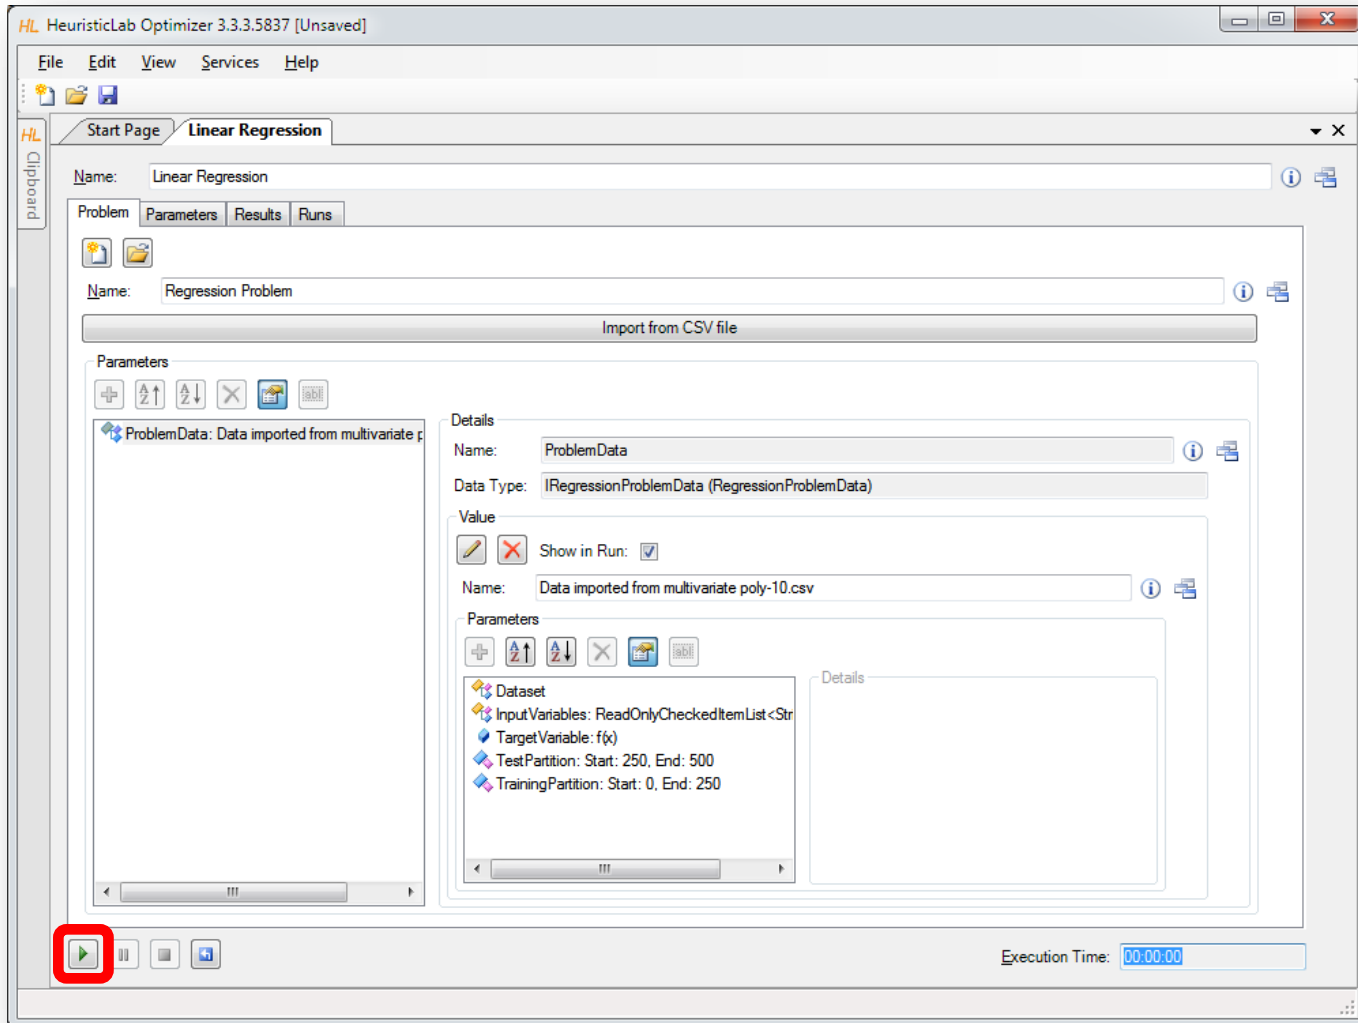 HL HeuristicLab Optimizer 3.3.3.5837 [Unsaved]
File Edit View Services Help
HL Clipboard
Start Page Linear Regression
Name: Linear Regression
Problem Parameters Results Runs
Name: Regression Problem
Import from CSV file
Parameters
ProblemData: Data imported from multivariate p
Details
Name: ProblemData
Data Type: IRegressionProblemData (RegressionProblemData)
Value
Show in Run:
Name: Data imported from multivariate poly-10.csv
Parameters
Dataset
InputVariables: ReadOnlyCheckedItemList<Str
TargetVariable: f(x)
TestPartition: Start: 250, End: 500
TrainingPartition: Start: 0, End: 250
Details
Execution Time: 00:00:00